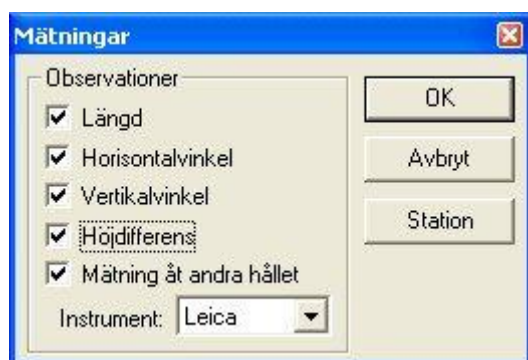 Mätningar
Observationer
Längd
Horisontalvinkel
Vertikalvinkel
Höjdifferens
Mätning åt andra hållet
Instrument: Leica
OK
Avbryt
Station